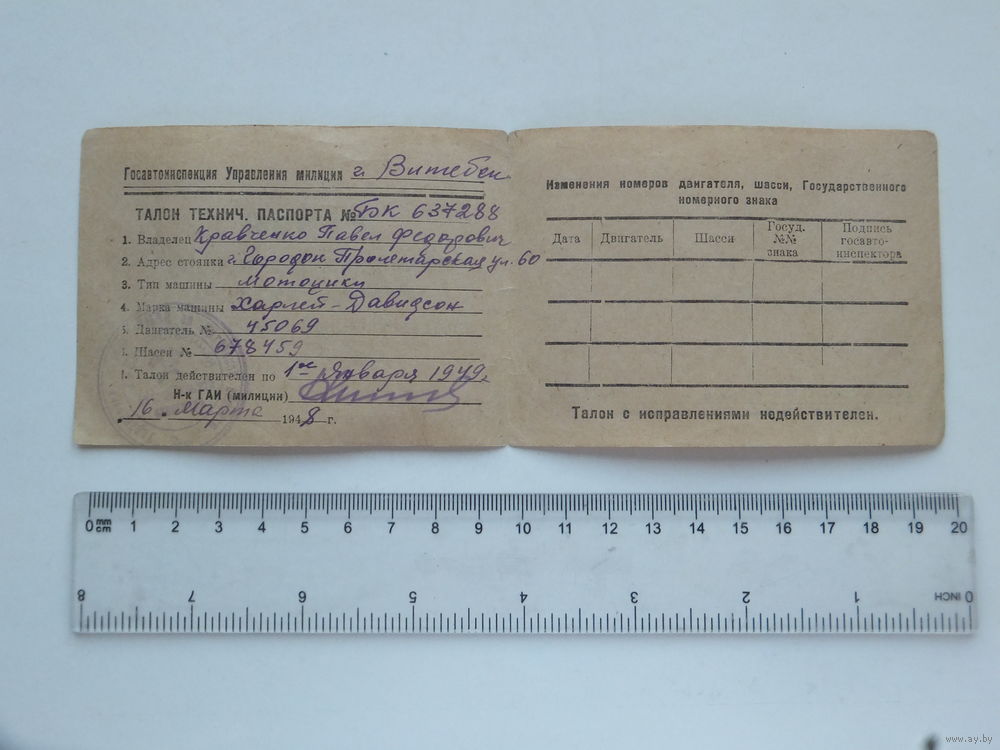 Госавтоинспекция Управления милиции г. Витебск
ТАЛОН ТЕХНИЧ. ПАСПОРТА № БК 637288
1. Владелец Кравченко Павел Федорович
2. Адрес стоянки г. Городок Пролетарская ул. 60
3. Тип машины Мотоцикл
4. Марка машины Харлей-Давидсон
5. Двигатель № 45069
Шасси № 678459
Талон действителен по 1ое января 1949г.
Н-к ГАИ (милиции)
16 марта 1948 г.
Изменения номеров двигателя, шасси, Государственного
номерного знака
Дата Двигатель Шасси Госуд. №№ знака Подпись госавто-инспектора
Талон с исправлениями недействителен.
0 mm cm 1 2 3 4 5 6 7 8 9 10 11 12 13 14 15 16 17 18 19 20
8 7 6 5 4 3 2 1 0 INCH
www.ay.by